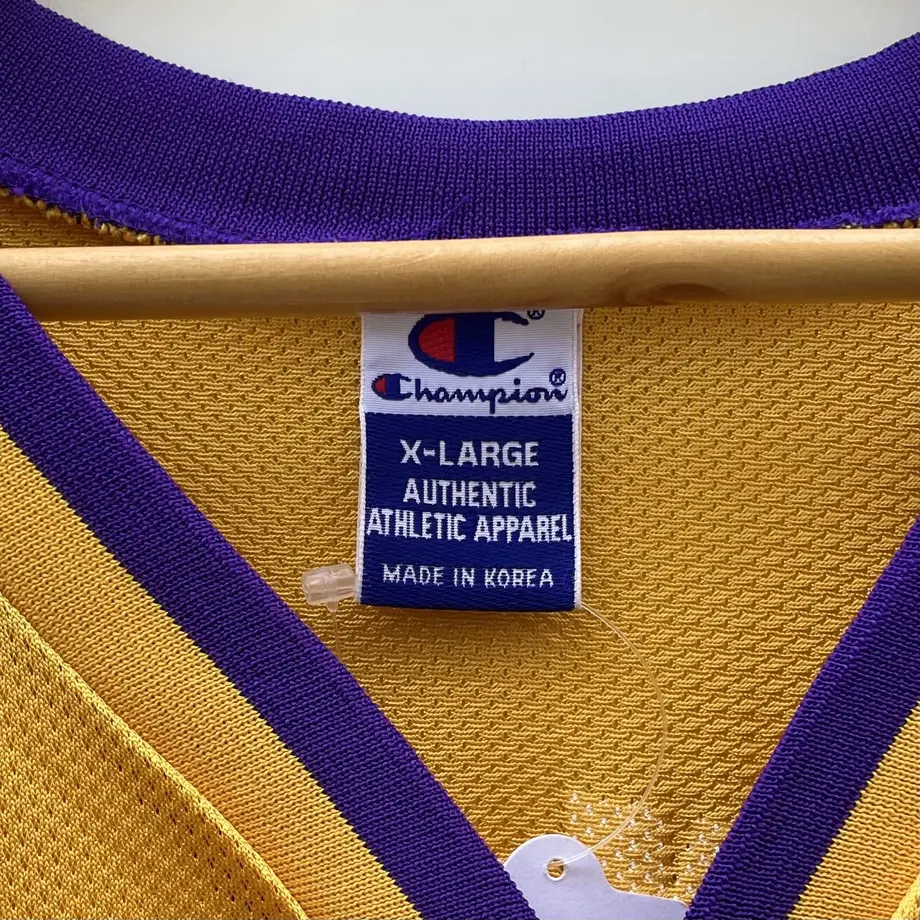 ®
Champion®
X-LARGE
AUTHENTIC
ATHLETIC APPAREL
MADE IN KOREA